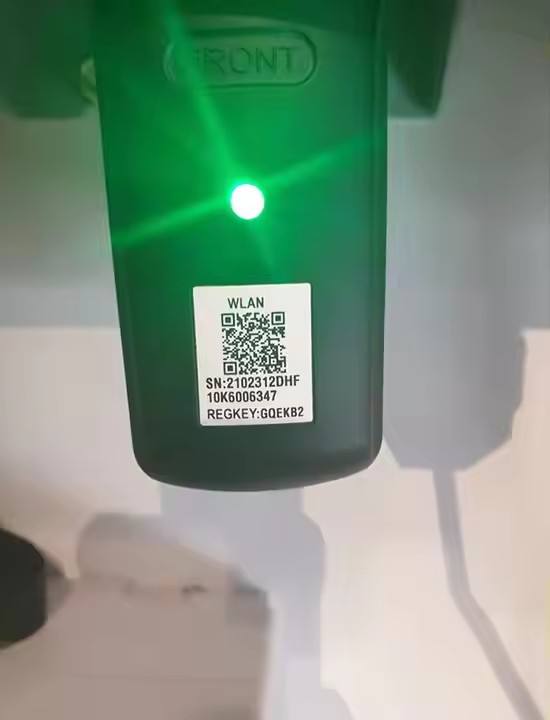 FRONT
WLAN
SN:2102312DHF
10K6006347
REGKEY:GQEKB2